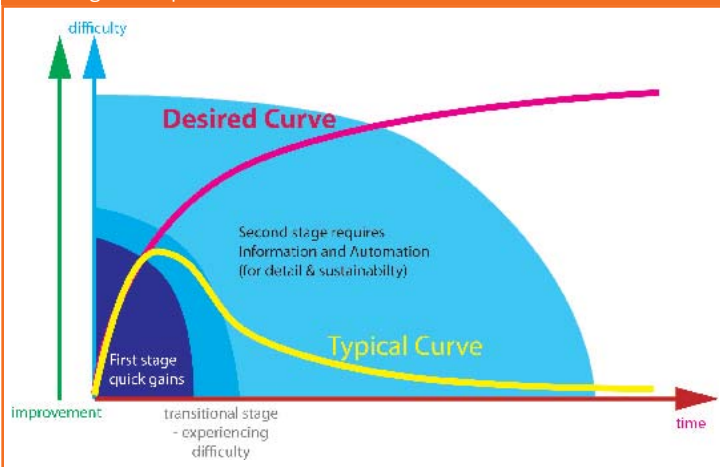 difficulty
Desired Curve
Second stage requires
Information and Automation
(for detail & sustainabilty)
Typical Curve
First stage
quick gains
improvement
transitional stage
- experiencing
difficulty
time